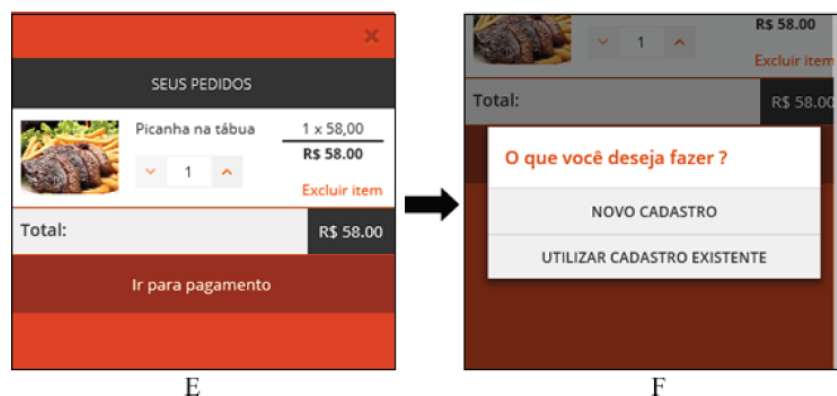 SEUS PEDIDOS
Picanha na tábua
1 x 58,00
R$ 58.00
1
Excluir item
Total:
R$ 58.00
Ir para pagamento
E
R$ 58.00
1
Excluir item
Total:
R$ 58.00
O que você deseja fazer ?
NOVO CADASTRO
UTILIZAR CADASTRO EXISTENTE
F